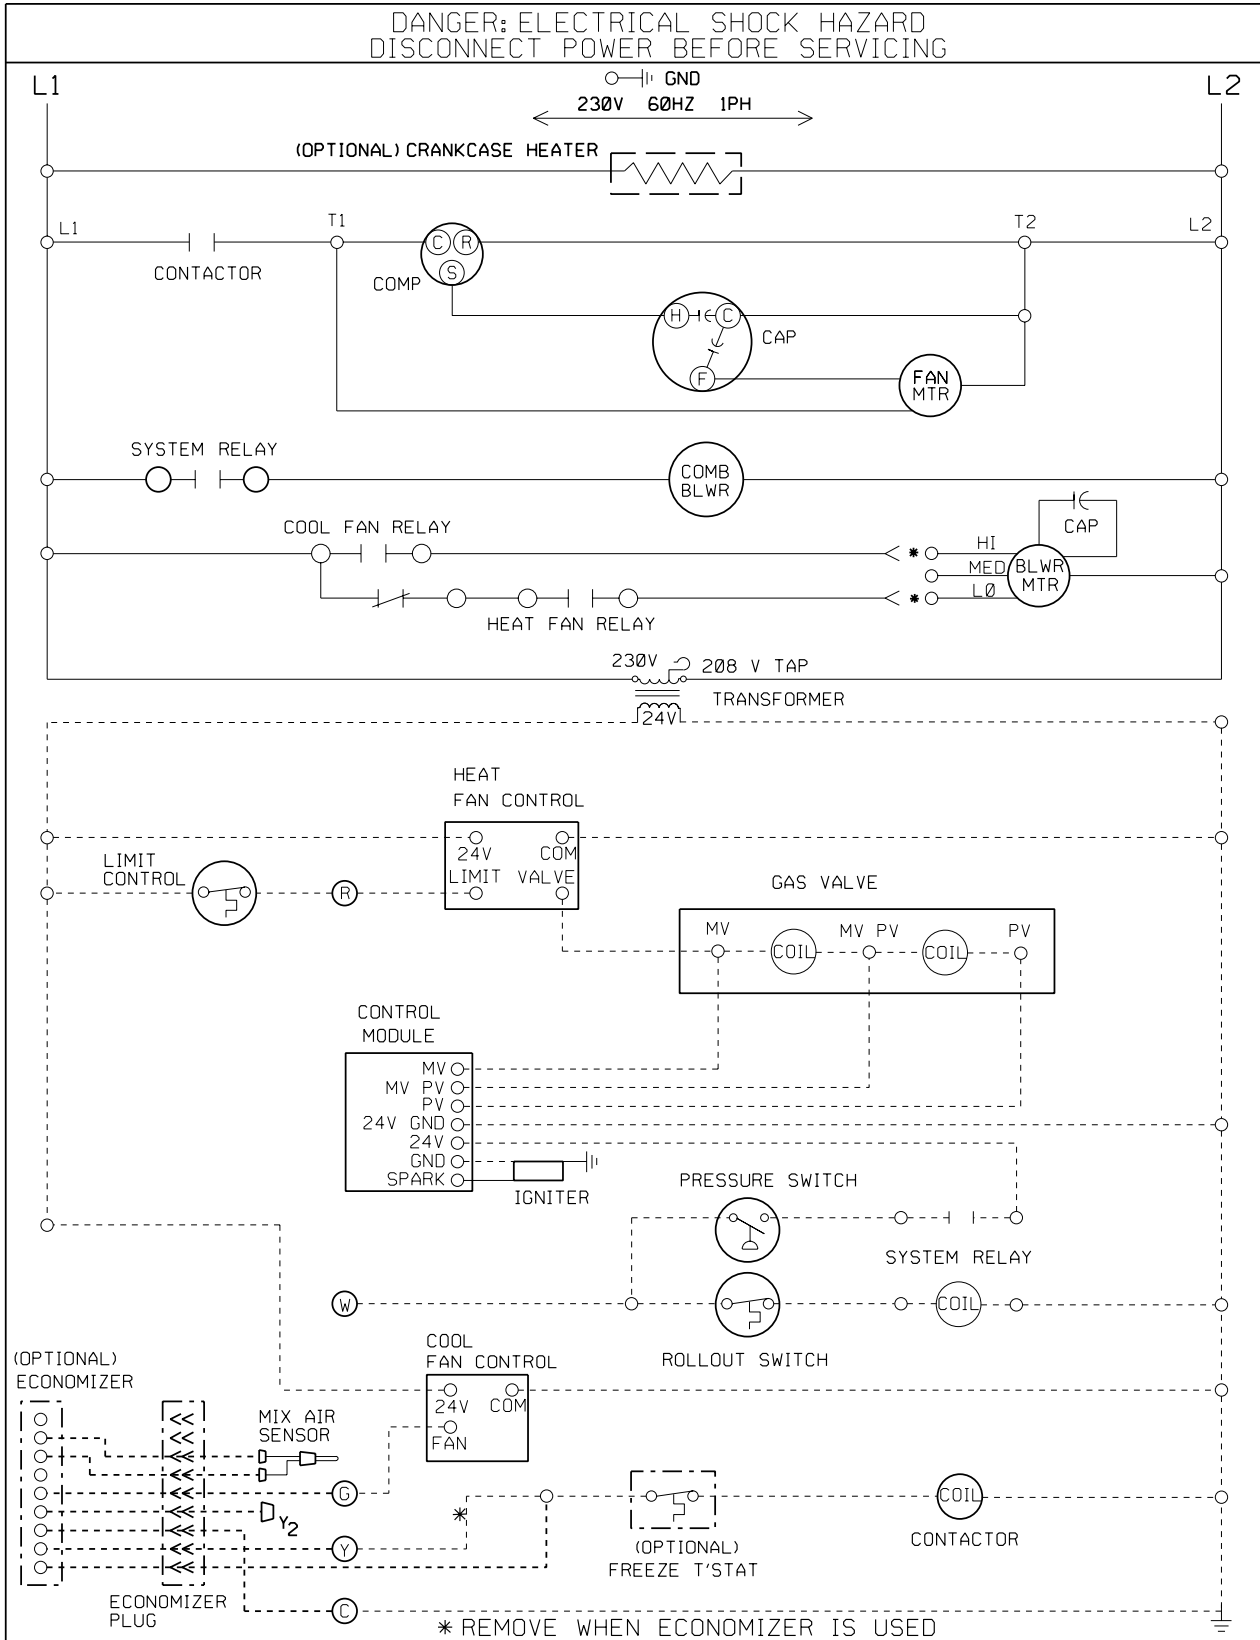 DANGER: ELECTRICAL SHOCK HAZARD
DISCONNECT POWER BEFORE SERVICING
L1
GND
L2
230V 60HZ 1PH
(OPTIONAL) CRANKCASE HEATER
L1
T1
T2
L2
CONTACTOR
C R
S
COMP
H C
F
CAP
FAN
MTR
SYSTEM RELAY
COMB
BLWR
COOL FAN RELAY
CAP
* HI
MED
* LØ
BLWR
MTR
HEAT FAN RELAY
230V
208 V TAP
TRANSFORMER
24V
HEAT
FAN CONTROL
24V COM
LIMIT VALVE
LIMIT
CONTROL
R
GAS VALVE
MV
COIL
MV PV
COIL
PV
CONTROL
MODULE
MV
MV PV
PV
24V GND
24V
GND
SPARK
IGNITER
PRESSURE SWITCH
SYSTEM RELAY
W
COIL
ROLLOUT SWITCH
COOL
FAN CONTROL
24V COM
FAN
(OPTIONAL)
ECONOMIZER
MIX AIR
SENSOR
G
Y2
*
Y
COIL
CONTACTOR
(OPTIONAL)
FREEZE T'STAT
ECONOMIZER
PLUG
C
* REMOVE WHEN ECONOMIZER IS USED